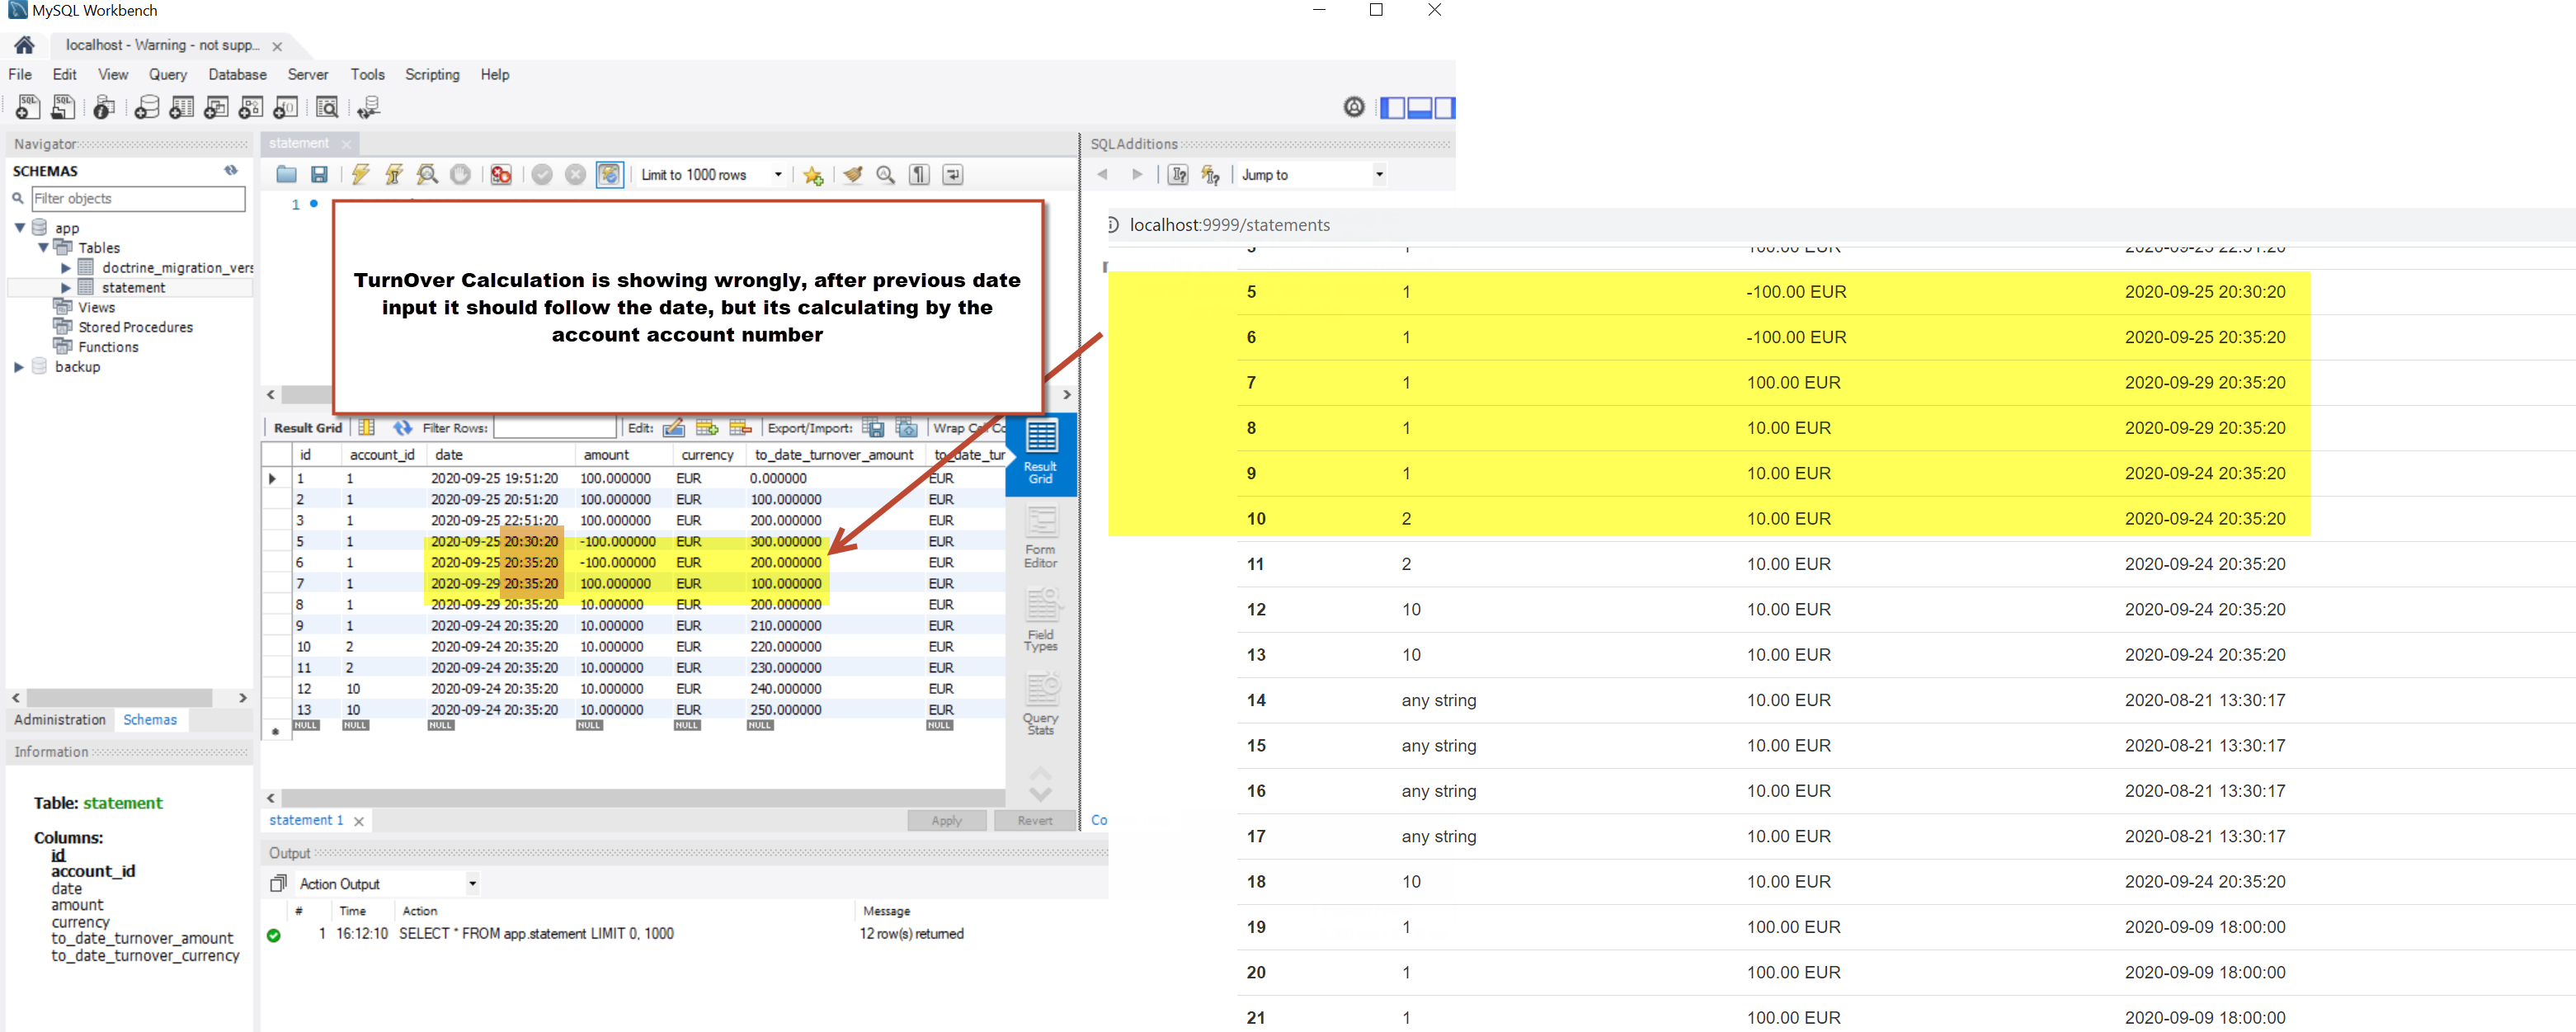 MySQL Workbench
localhost - Warning - not supp...
File Edit View Query Database Server Tools Scripting Help
Navigator
SCHEMAS
Filter objects
app
Tables
doctrine_migration_vers
statement
Views
Stored Procedures
Functions
backup
Administration Schemas
Information
Table: statement
Columns:
id
account_id
date
amount
currency
to_date_turnover_amount
to_date_turnover_currency
statement
Limit to 1000 rows
1
TurnOver Calculation is showing wrongly, after previous date
input it should follow the date, but its calculating by the
account account number
Result Grid Filter Rows: Edit: Export/Import: Wrap Cell Co
id account_id date amount currency to_date_turnover_amount to_date_tur
1 1 2020-09-25 19:51:20 100.000000 EUR 0.000000 EUR
2 1 2020-09-25 20:51:20 100.000000 EUR 100.000000 EUR
3 1 2020-09-25 22:51:20 100.000000 EUR 200.000000 EUR
5 1 2020-09-25 20:30:20 -100.000000 EUR 300.000000 EUR
6 1 2020-09-25 20:35:20 -100.000000 EUR 200.000000 EUR
7 1 2020-09-29 20:35:20 100.000000 EUR 100.000000 EUR
8 1 2020-09-29 20:35:20 10.000000 EUR 200.000000 EUR
9 1 2020-09-24 20:35:20 10.000000 EUR 210.000000 EUR
10 2 2020-09-24 20:35:20 10.000000 EUR 220.000000 EUR
11 2 2020-09-24 20:35:20 10.000000 EUR 230.000000 EUR
12 10 2020-09-24 20:35:20 10.000000 EUR 240.000000 EUR
13 10 2020-09-24 20:35:20 10.000000 EUR 250.000000 EUR
NULL NULL NULL NULL NULL NULL NULL
Result
Grid
Form
Editor
Field
Types
Query
Stats
statement 1
Apply Revert
Output
Action Output
# Time Action Message
1 16:12:10 SELECT * FROM app.statement LIMIT 0, 1000 12 row(s) returned
SQLAdditions
Jump to
Co
localhost:9999/statements
3 1 100.00 EUR 2020-09-25 22:51:20
5 1 -100.00 EUR 2020-09-25 20:30:20
6 1 -100.00 EUR 2020-09-25 20:35:20
7 1 100.00 EUR 2020-09-29 20:35:20
8 1 10.00 EUR 2020-09-29 20:35:20
9 1 10.00 EUR 2020-09-24 20:35:20
10 2 10.00 EUR 2020-09-24 20:35:20
11 2 10.00 EUR 2020-09-24 20:35:20
12 10 10.00 EUR 2020-09-24 20:35:20
13 10 10.00 EUR 2020-09-24 20:35:20
14 any string 10.00 EUR 2020-08-21 13:30:17
15 any string 10.00 EUR 2020-08-21 13:30:17
16 any string 10.00 EUR 2020-08-21 13:30:17
17 any string 10.00 EUR 2020-08-21 13:30:17
18 10 10.00 EUR 2020-09-24 20:35:20
19 1 100.00 EUR 2020-09-09 18:00:00
20 1 100.00 EUR 2020-09-09 18:00:00
21 1 100.00 EUR 2020-09-09 18:00:00